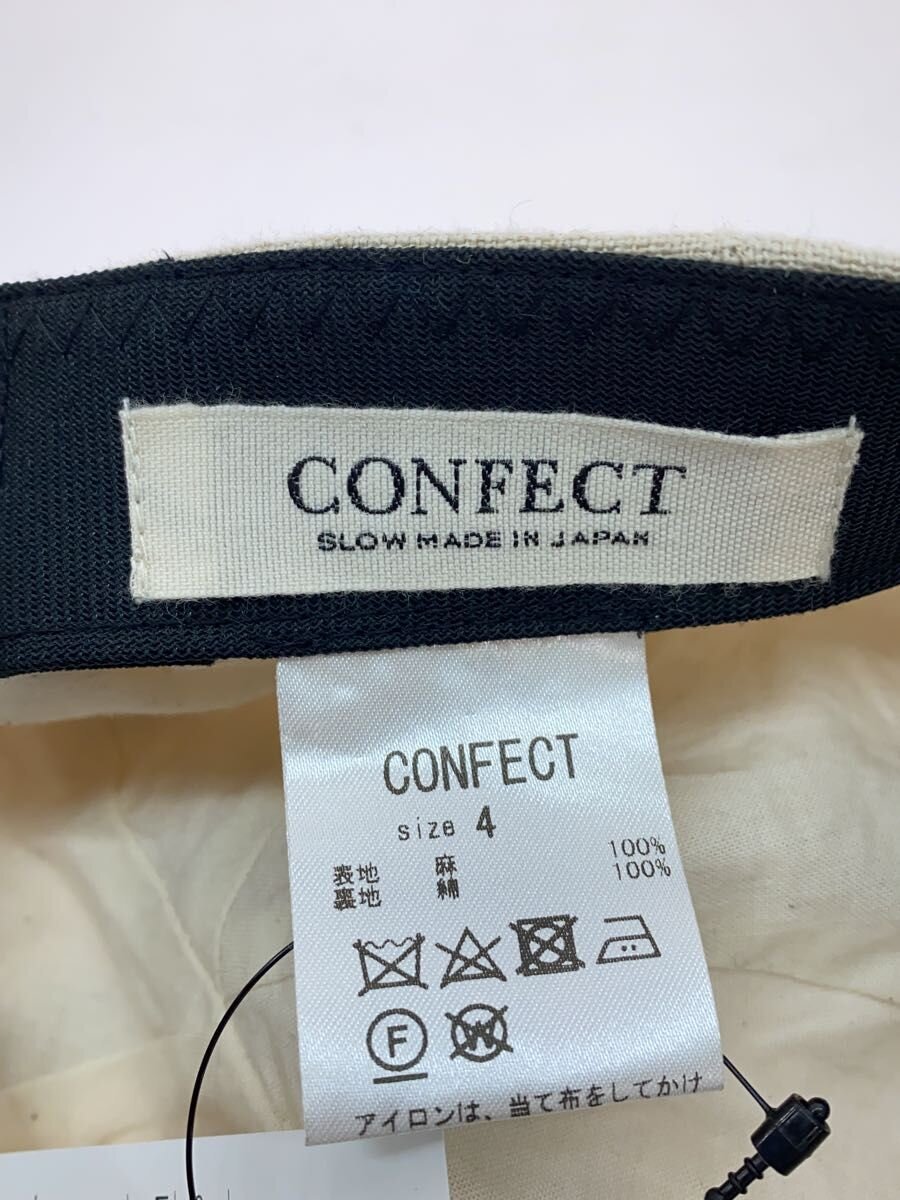 CONFECT
SLOW MADE IN JAPAN
CONFECT
size 4
表地 麻 100%
裏地 綿 100%
F
W
アイロンは、当て布をしてかけ